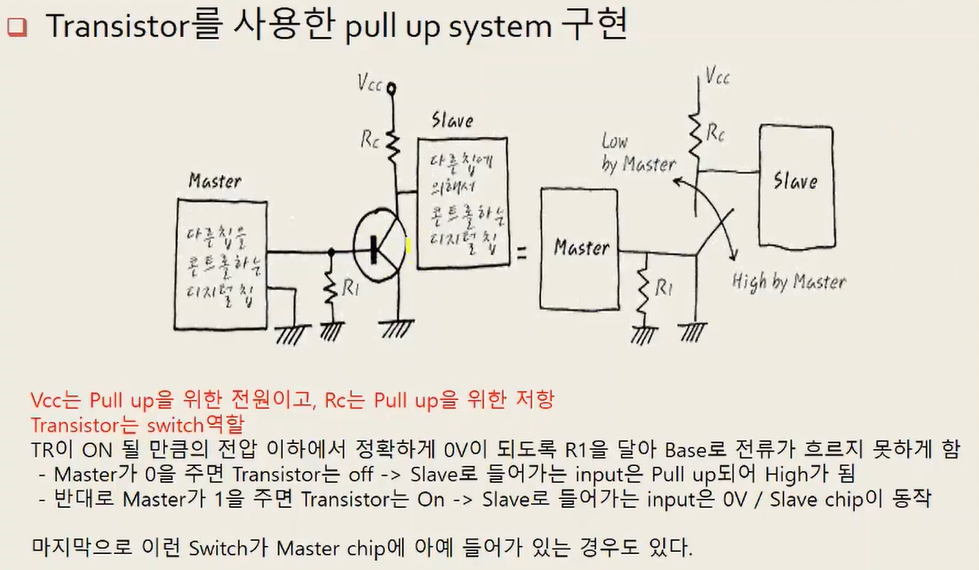 Transistor를 사용한 pull up system 구현
Vcc
Rc
Slave
다른칩에
의해서
콘트롤하는
디지털 칩
Master
다른칩을
콘트롤하는
디지털 칩
R1
=
Vcc
Rc
Low
by Master
Slave
Master
R1
High by Master
Vcc는 Pull up을 위한 전원이고, Rc는 Pull up을 위한 저항
Transistor는 switch역할
TR이 ON 될 만큼의 전압 이하에서 정확하게 0V이 되도록 R1을 달아 Base로 전류가 흐르지 못하게 함
- Master가 0을 주면 Transistor는 off -> Slave로 들어가는 input은 Pull up되어 High가 됨
- 반대로 Master가 1을 주면 Transistor는 On -> Slave로 들어가는 input은 0V / Slave chip이 동작
마지막으로 이런 Switch가 Master chip에 아예 들어가 있는 경우도 있다.